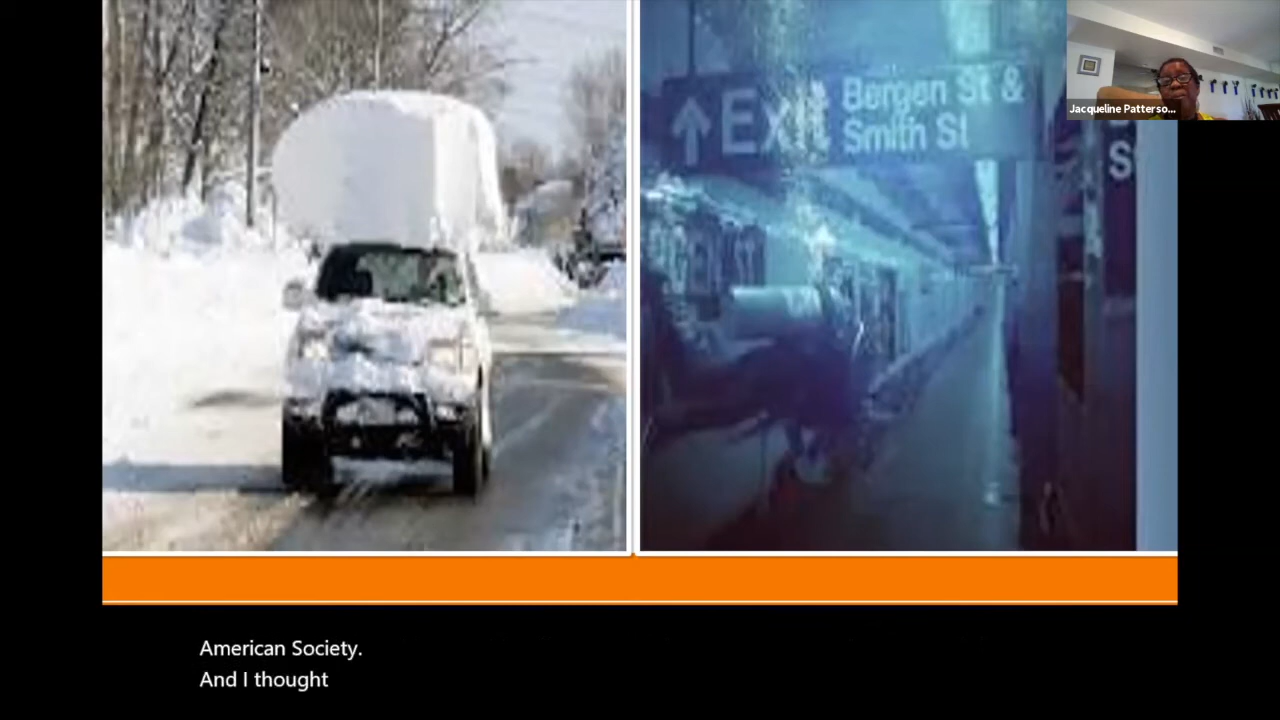 Exit
Bergen St &
Smith St
S
Jacqueline Patterso...
American Society.
And I thought